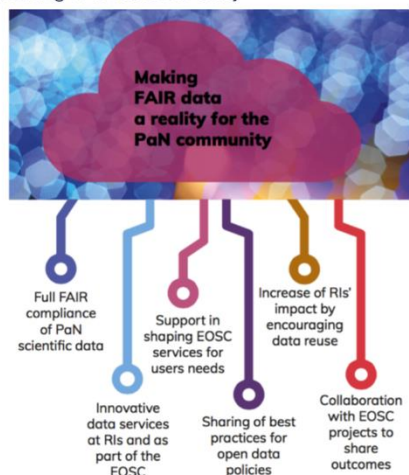 Making
FAIR data
a reality for the
PaN community
Full FAIR
compliance
of PaN
scientific data
Innovative
data services
at RIs and as
part of the
EOSC
Support in
shaping EOSC
services for
users needs
Sharing of best
practices for
open data
policies
Increase of RIs'
impact by
encouraging
data reuse
Collaboration
with EOSC
projects to
share
outcomes